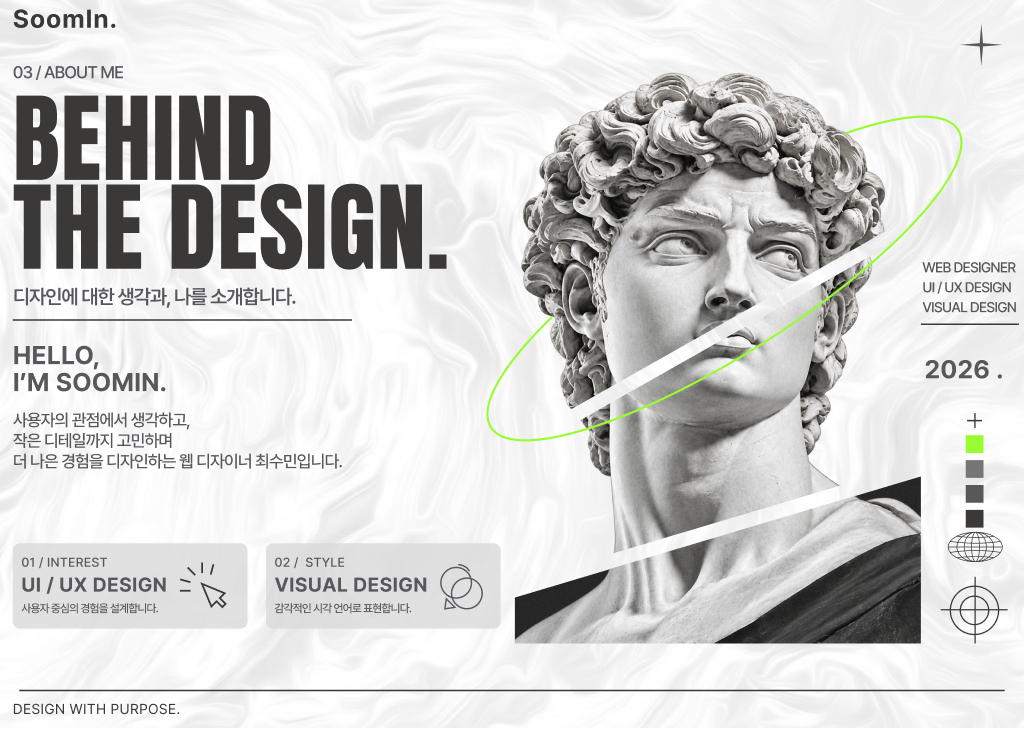 SoomIn.
03 / ABOUT ME
BEHIND
THE DESIGN.
디자인에 대한 생각과, 나를 소개합니다.
HELLO,
I'M SOOMIN.
사용자의 관점에서 생각하고,
작은 디테일까지 고민하며
더 나은 경험을 디자인하는 웹 디자이너 최수민입니다.
01 / INTEREST
UI / UX DESIGN
사용자 중심의 경험을 설계합니다.
02 / STYLE
VISUAL DESIGN
감각적인 시각 언어로 표현합니다.
WEB DESIGNER
UI / UX DESIGN
VISUAL DESIGN
2026 .
DESIGN WITH PURPOSE.